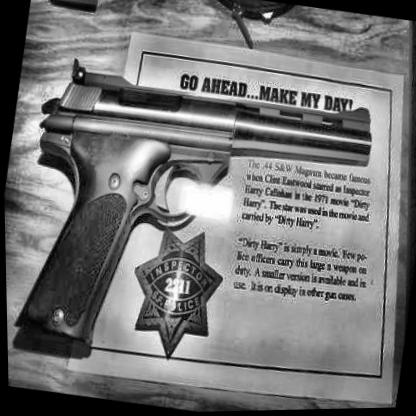 GO AHEAD...MAKE MY DAY!
The .44 S&W Magnum became famous
when Clint Eastwood starred as Inspector
Harry Callahan in the 1971 movie "Dirty
Harry". The star was used in the movie and
carried by "Dirty Harry".
"Dirty Harry" is simply a movie. Few po-
lice officers carry this large a weapon on
duty. A smaller version is available and in
use. It is on display in other gun cases.
INSPECTOR
2211
S.F. POLICE